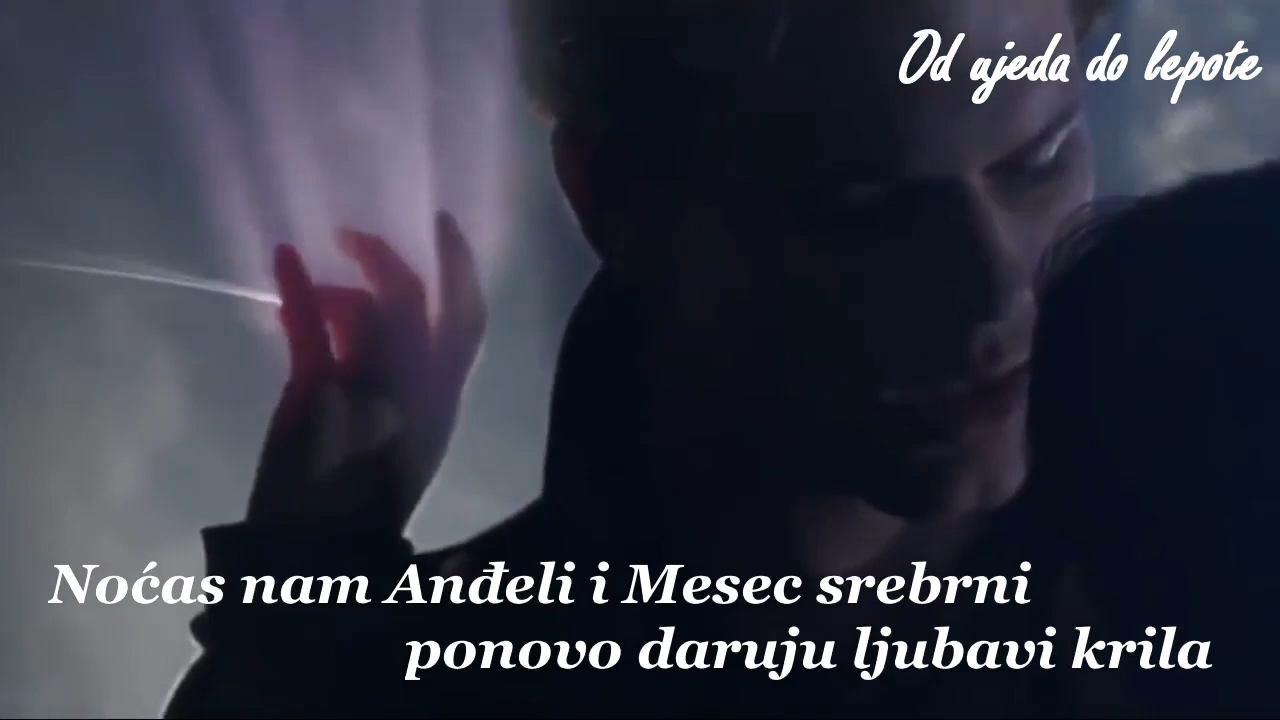 Od ujeda do lepote
Noćas nam Anđeli i Mesec srebrni
ponovo daruju ljubavi krila